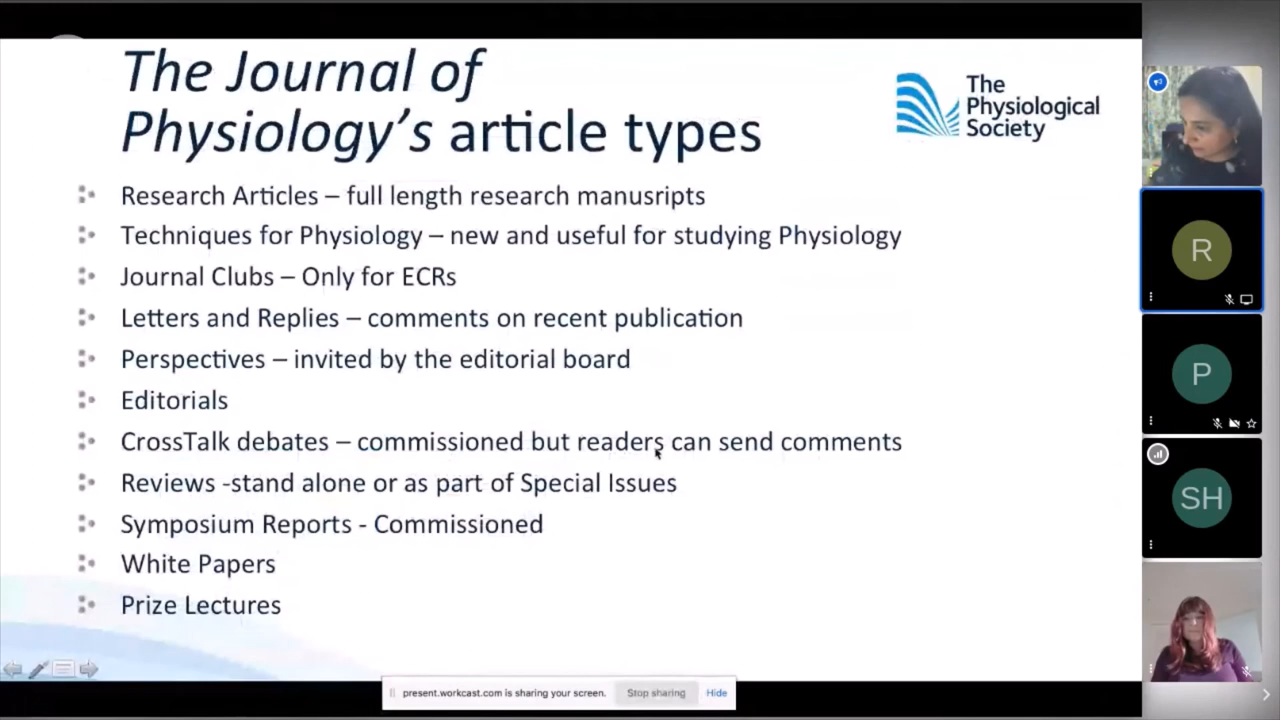 The Journal of
Physiology's article types
The
Physiological
Society
Research Articles – full length research manusripts
Techniques for Physiology – new and useful for studying Physiology
Journal Clubs – Only for ECRs
Letters and Replies – comments on recent publication
Perspectives – invited by the editorial board
Editorials
CrossTalk debates – commissioned but readers can send comments
Reviews -stand alone or as part of Special Issues
Symposium Reports - Commissioned
White Papers
Prize Lectures
R
P
SH
present.workcast.com is sharing your screen.
Stop sharing
Hide